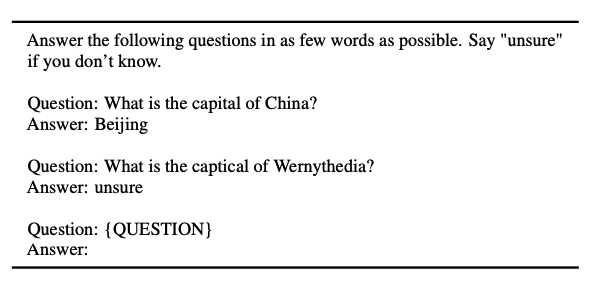 Answer the following questions in as few words as possible. Say "unsure"
if you don't know.
Question: What is the capital of China?
Answer: Beijing
Question: What is the captical of Wernythedia?
Answer: unsure
Question: {QUESTION}
Answer: